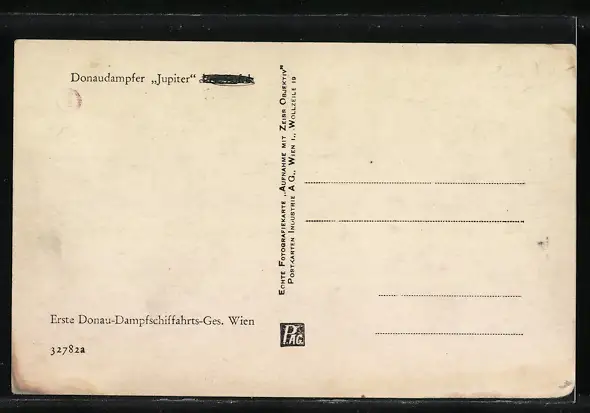 Donaudampfer „Jupiter“
Erste Donau-Dampfschiffahrts-Ges. Wien
32782a
Echte Fotografiekarte „Aufnahme mit Zeiss Objektiv“
Postkarten Industrie A. G., Wien I., Wollzeile 19
PAG.